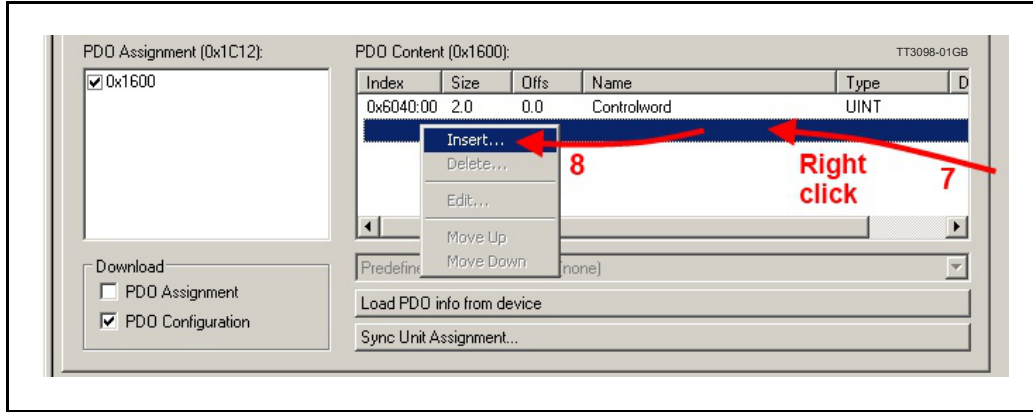 PDO Assignment (0x1C12):
PDO Content (0x1600):
TT3098-01GB
0x1600
Index Size Offs Name Type D
0x6040:00 2.0 0.0 Controlword UINT
Insert...
Delete...
Edit...
Move Up
Move Down
8
Right
click
7
Download
PDO Assignment
PDO Configuration
Predefine
none)
Load PDO info from device
Sync Unit Assignment...